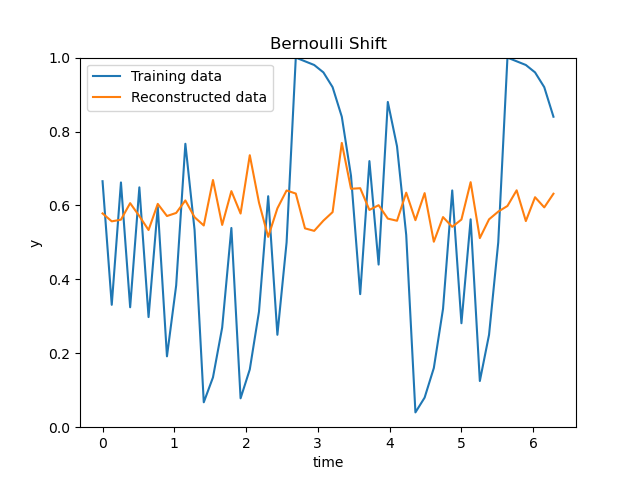 Bernoulli Shift
Training data
Reconstructed data
1.0
0.8
0.6
0.4
0.2
0.0
y
0 1 2 3 4 5 6
time